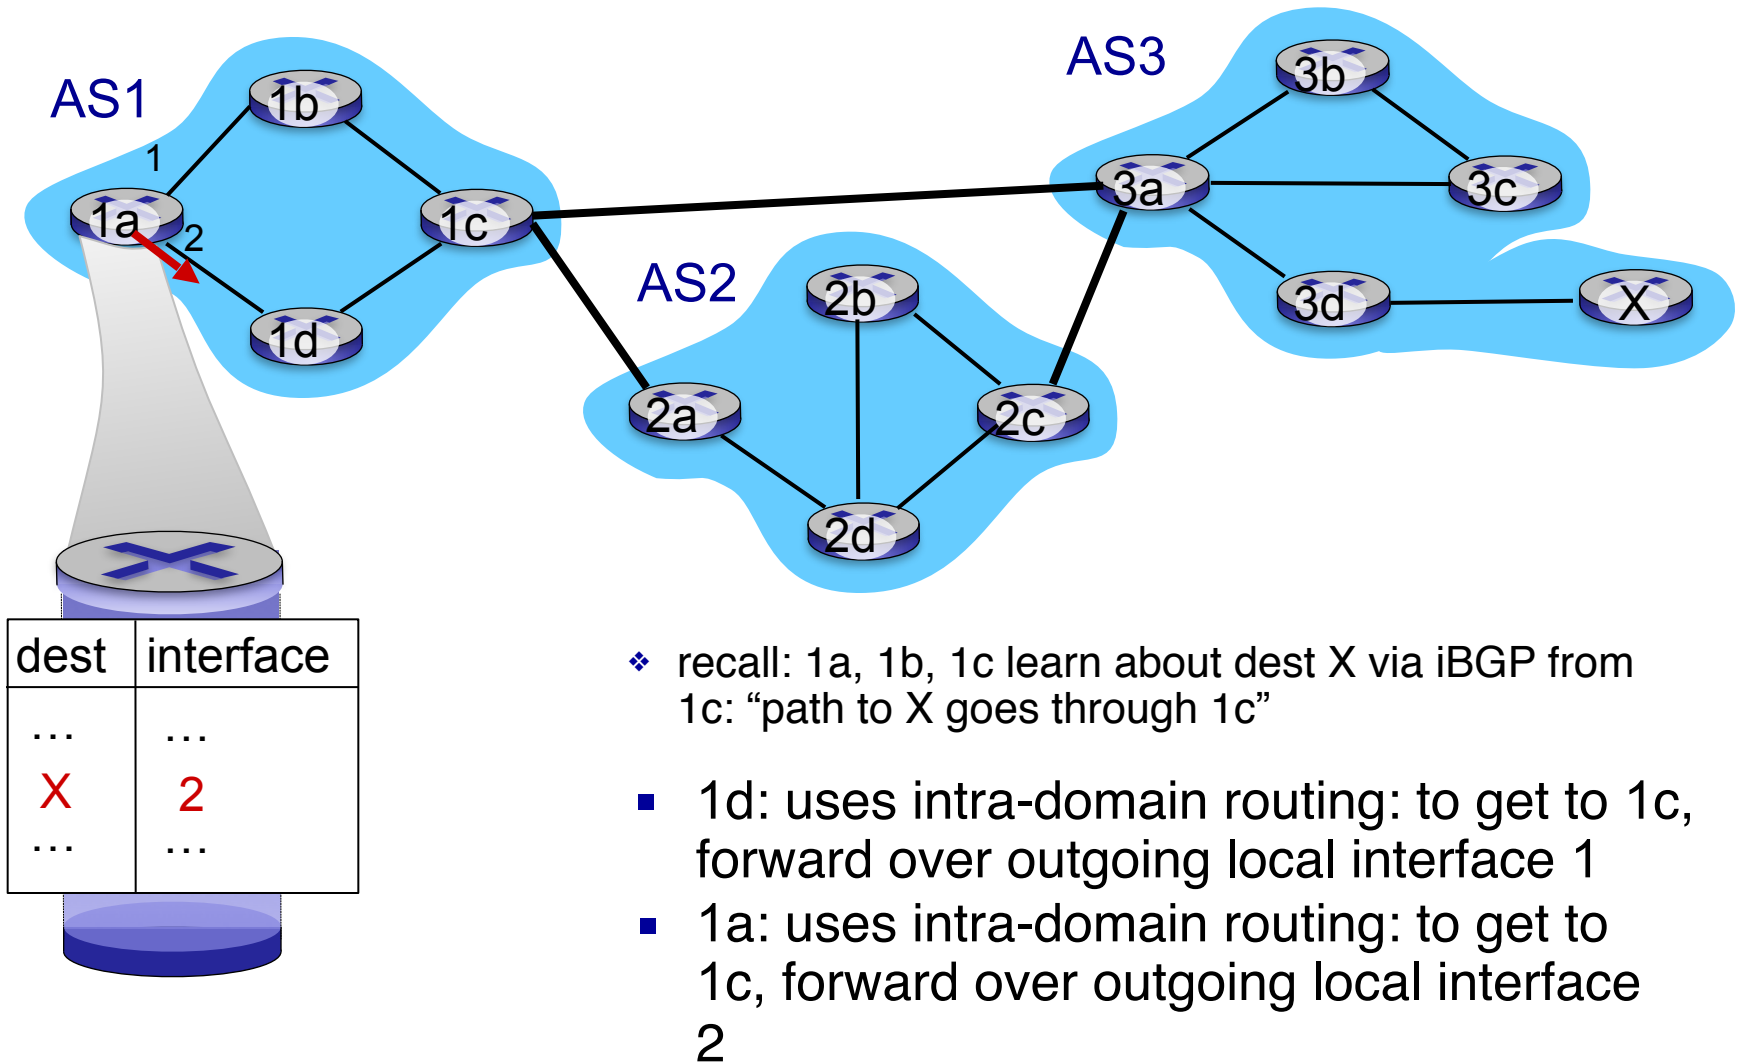 AS1
1b
1
1a
2
1c
1d
AS2
2b
2a
2c
2d
AS3
3b
3a
3c
3d
X
dest interface
… …
X 2
… …
❖ recall: 1a, 1b, 1c learn about dest X via iBGP from
1c: “path to X goes through 1c”
▪ 1d: uses intra-domain routing: to get to 1c,
forward over outgoing local interface 1
▪ 1a: uses intra-domain routing: to get to
1c, forward over outgoing local interface
2